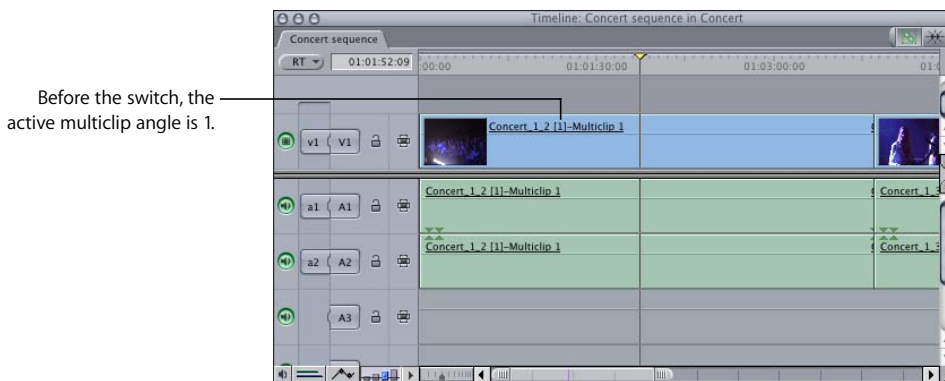 Timeline: Concert sequence in Concert
Concert sequence
RT
01:01:52:09
:00:00
01:01:30:00
01:03:00:00
Before the switch, the
active multiclip angle is 1.
v1
V1
Concert_1_2 [1]-Multiclip 1
a1
A1
Concert_1_2 [1]-Multiclip 1
Concert_1_3
a2
A2
Concert_1_2 [1]-Multiclip 1
Concert_1_3
A3